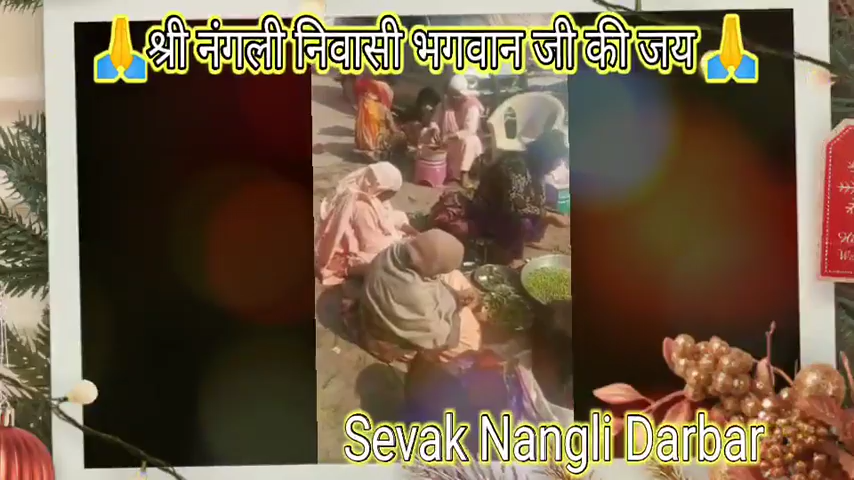 🙏श्री नंगली निवासी भगवान जी की जय🙏
Sevak Nangli Darbar